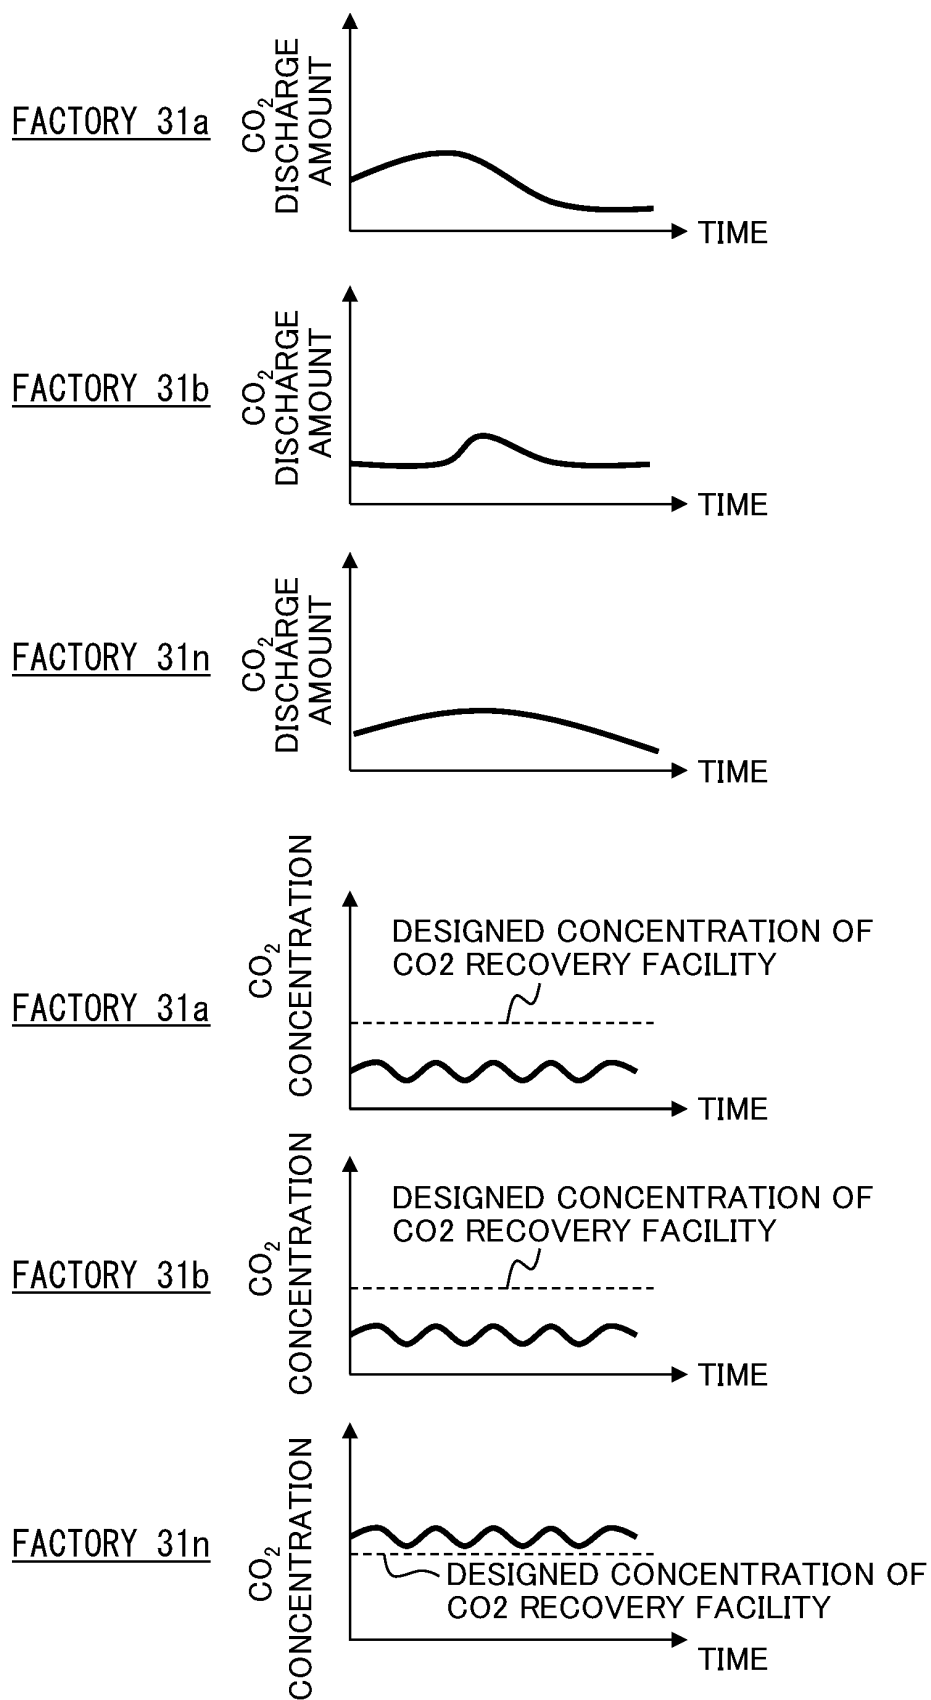 FACTORY 31a
CO2
DISCHARGE
AMOUNT
TIME
FACTORY 31b
CO2
DISCHARGE
AMOUNT
TIME
FACTORY 31n
CO2
DISCHARGE
AMOUNT
TIME
FACTORY 31a
CO2
CONCENTRATION
DESIGNED CONCENTRATION OF
CO2 RECOVERY FACILITY
TIME
FACTORY 31b
CO2
CONCENTRATION
DESIGNED CONCENTRATION OF
CO2 RECOVERY FACILITY
TIME
FACTORY 31n
CO2
CONCENTRATION
DESIGNED CONCENTRATION OF
CO2 RECOVERY FACILITY
TIME